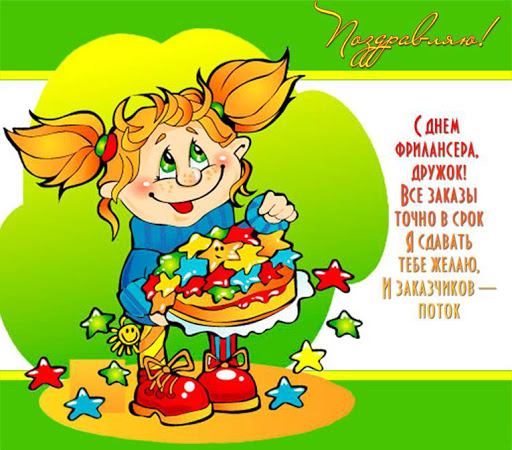 Поздравляю!
С ДНЕМ
ФРИЛАНСЕРА,
ДРУЖОК!
ВСЕ ЗАКАЗЫ
ТОЧНО В СРОК
Я СДАВАТЬ
ТЕБЕ ЖЕЛАЮ,
И ЗАКАЗЧИКОВ —
ПОТОК